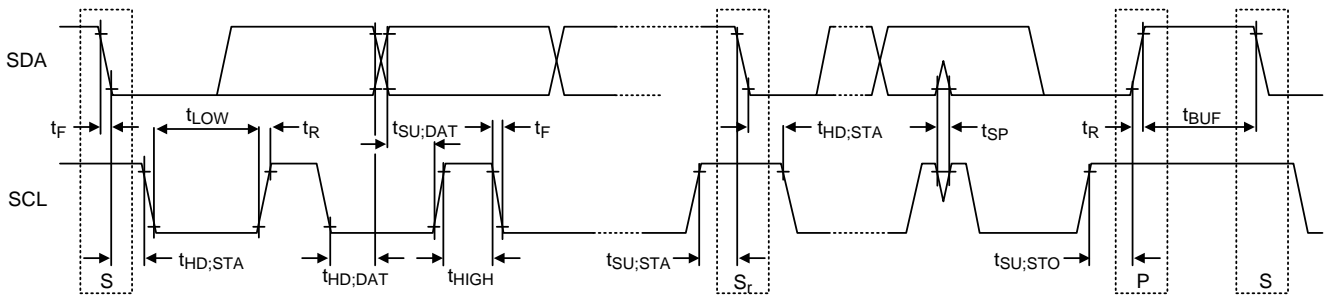 SDA
t_F t_LOW t_R t_SU;DAT t_F t_HD;STA t_SP t_R t_BUF
SCL
S t_HD;STA t_HD;DAT t_HIGH t_SU;STA S_r t_SU;STO P S